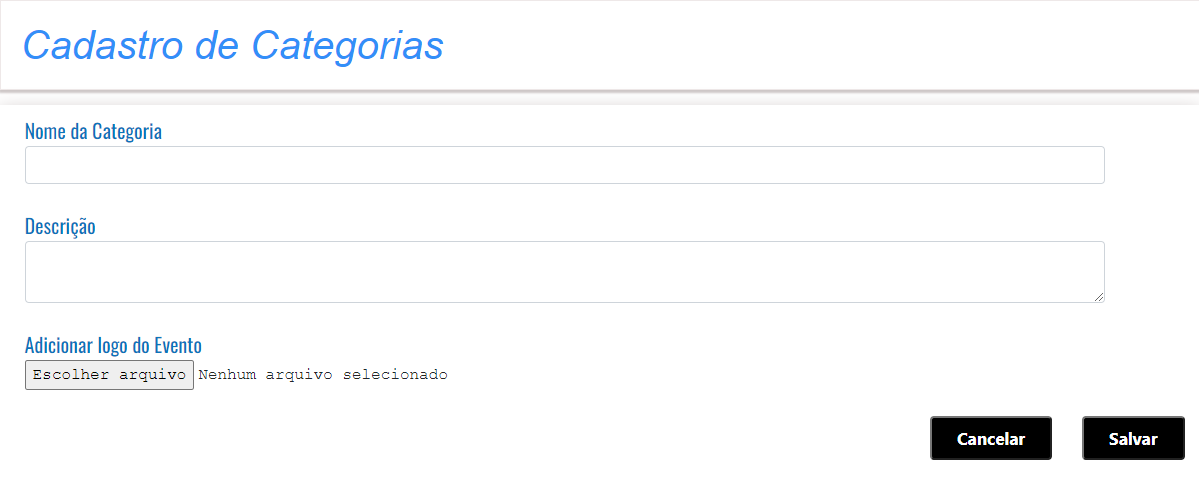 Cadastro de Categorias
Nome da Categoria
Descrição
Adicionar logo do Evento
Escolher arquivo Nenhum arquivo selecionado
Cancelar Salvar